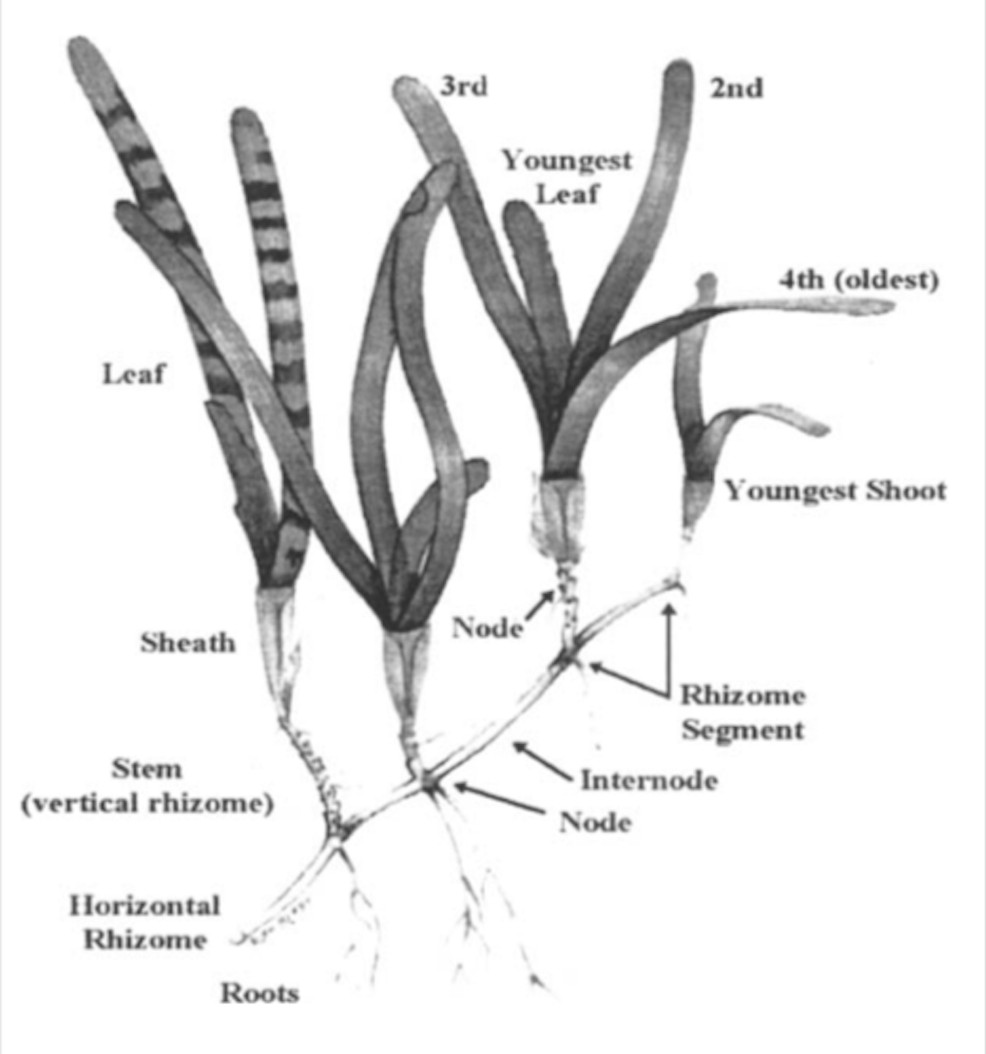 3rd
2nd
Youngest
Leaf
4th (oldest)
Leaf
Youngest Shoot
Node
Sheath
Rhizome
Segment
Stem
(vertical rhizome)
Internode
Node
Horizontal
Rhizome
Roots